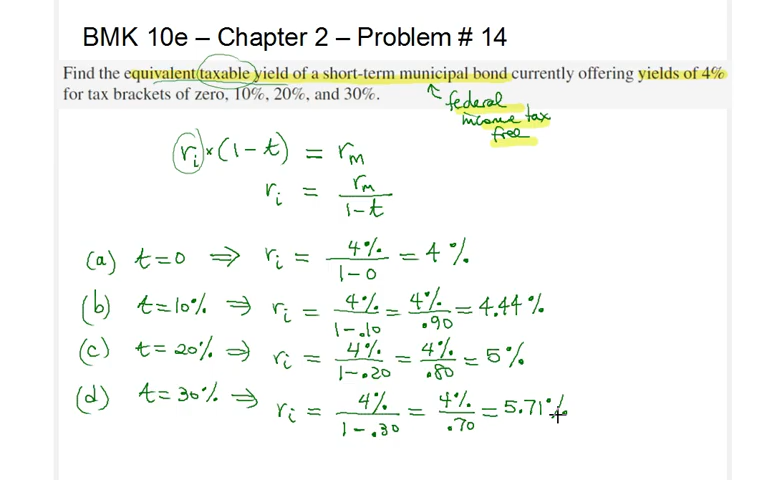 BMK 10e – Chapter 2 – Problem # 14
Find the equivalent taxable yield of a short-term municipal bond currently offering yields of 4%
for tax brackets of zero, 10%, 20%, and 30%.
federal
income tax
free
rᵢ × (1 - t) = rₘ
rᵢ = rₘ / 1 - t
(a) t = 0 ⇒ rᵢ = 4% / 1 - 0 = 4%
(b) t = 10% ⇒ rᵢ = 4% / 1 - .10 = 4% / .90 = 4.44%
(c) t = 20% ⇒ rᵢ = 4% / 1 - .20 = 4% / .80 = 5%
(d) t = 30% ⇒ rᵢ = 4% / 1 - .30 = 4% / .70 = 5.71%